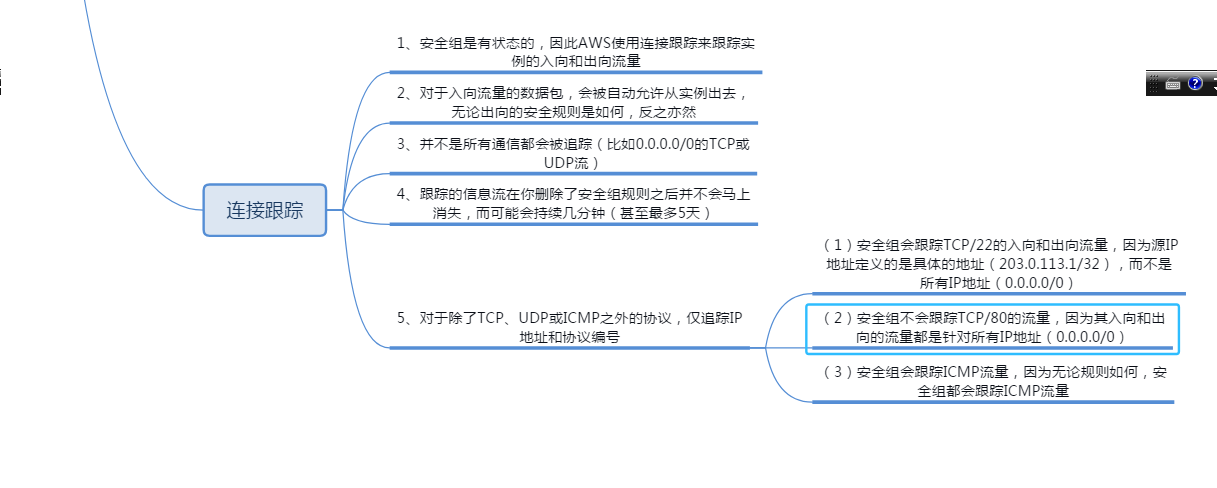 1、安全组是有状态的，因此AWS使用连接跟踪来跟踪实
例的入向和出向流量
2、对于入向流量的数据包，会被自动允许从实例出去，
无论出向的安全规则是如何，反之亦然
3、并不是所有通信都会被追踪（比如0.0.0.0/0的TCP或
UDP流）
4、跟踪的信息流在你删除了安全组规则之后并不会马上
消失，而可能会持续几分钟（甚至最多5天）
连接跟踪
5、对于除了TCP、UDP或ICMP之外的协议，仅追踪IP
地址和协议编号
（1）安全组会跟踪TCP/22的入向和出向流量，因为源IP
地址定义的是具体的地址（203.0.113.1/32），而不是
所有IP地址（0.0.0.0/0）
（2）安全组不会跟踪TCP/80的流量，因为其入向和出
向的流量都是针对所有IP地址（0.0.0.0/0）
（3）安全组会跟踪ICMP流量，因为无论规则如何，安
全组都会跟踪ICMP流量